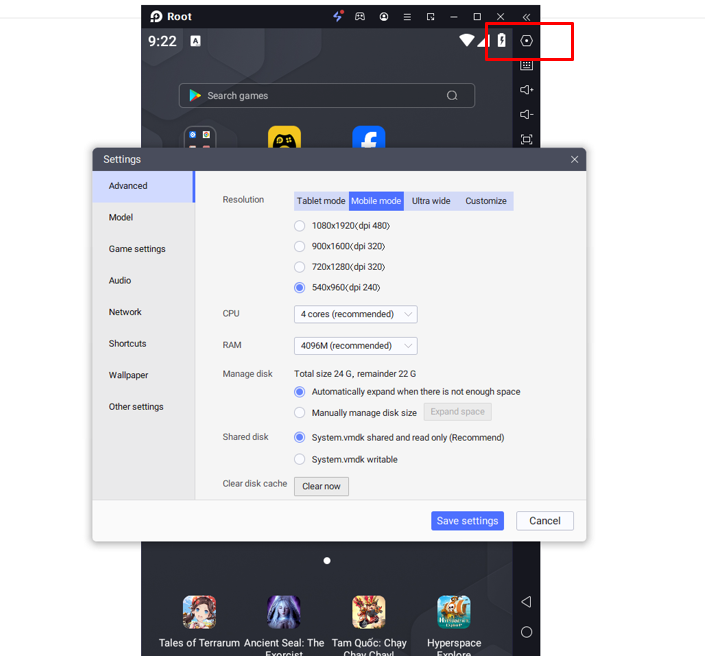 Root
9:22 A
Search games
Settings
Advanced
Model
Game settings
Audio
Network
Shortcuts
Wallpaper
Other settings
Resolution
Tablet mode Mobile mode Ultra wide Customize
1080x1920(dpi 480)
900x1600(dpi 320)
720x1280(dpi 320)
540x960(dpi 240)
CPU 4 cores (recommended)
RAM 4096M (recommended)
Manage disk Total size 24 G, remainder 22 G
Automatically expand when there is not enough space
Manually manage disk size Expand space
Shared disk System.vmdk shared and read only (Recommend)
System.vmdk writable
Clear disk cache Clear now
Save settings Cancel
Tales of Terrarum Ancient Seal: The Tam Quốc: Chạy Hyperspace
Exorcist Chạy Chạy! Explore